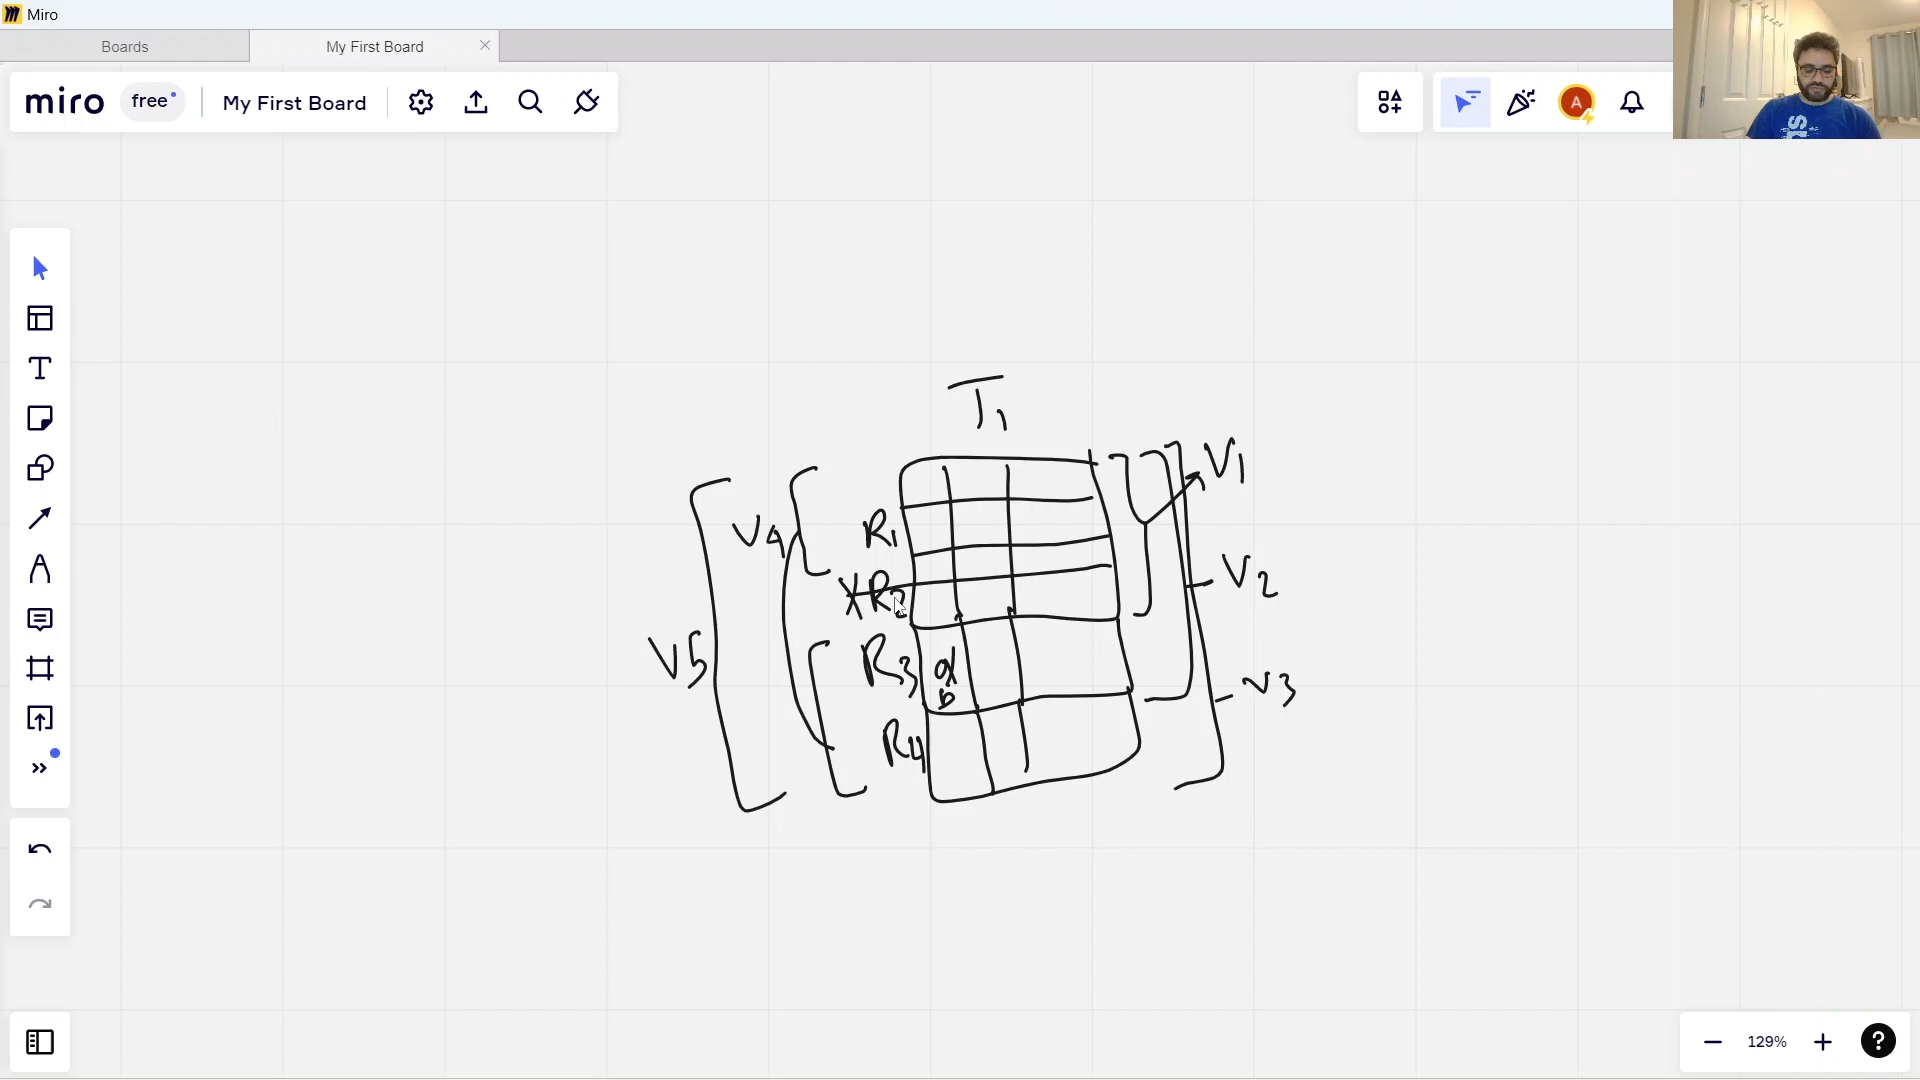 Miro
Boards
My First Board
miro
free
My First Board
A
T1
R1
V1
V4
XR2
V2
V5
R3
a
b
V3
R4
129%
?